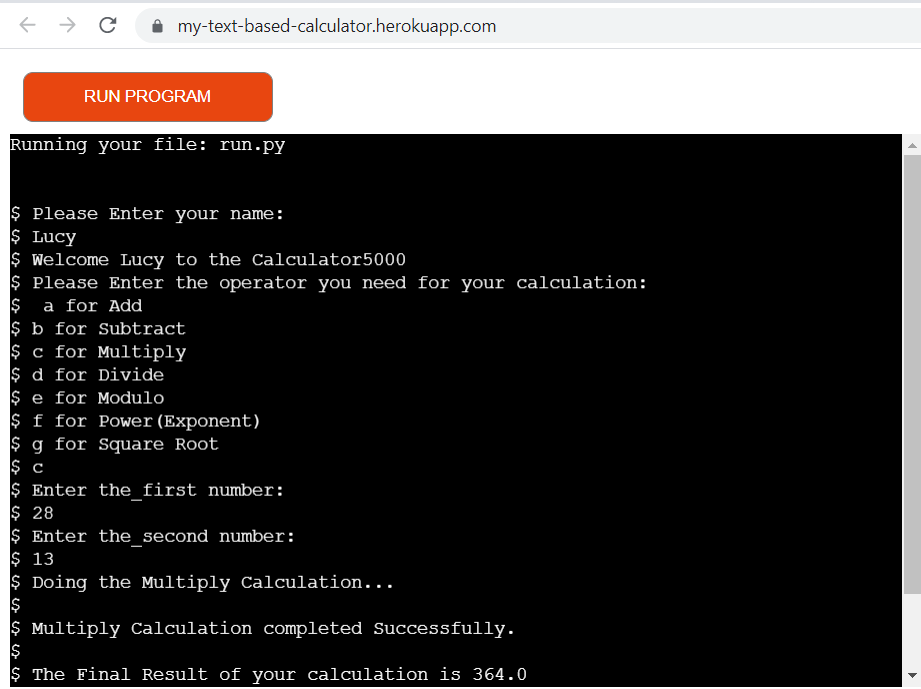 my-text-based-calculator.herokuapp.com
RUN PROGRAM
Running your file: run.py
$ Please Enter your name:
$ Lucy
$ Welcome Lucy to the Calculator5000
$ Please Enter the operator you need for your calculation:
$  a for Add
$ b for Subtract
$ c for Multiply
$ d for Divide
$ e for Modulo
$ f for Power(Exponent)
$ g for Square Root
$ c
$ Enter the_first number:
$ 28
$ Enter the_second number:
$ 13
$ Doing the Multiply Calculation...
$
$ Multiply Calculation completed Successfully.
$
$ The Final Result of your calculation is 364.0